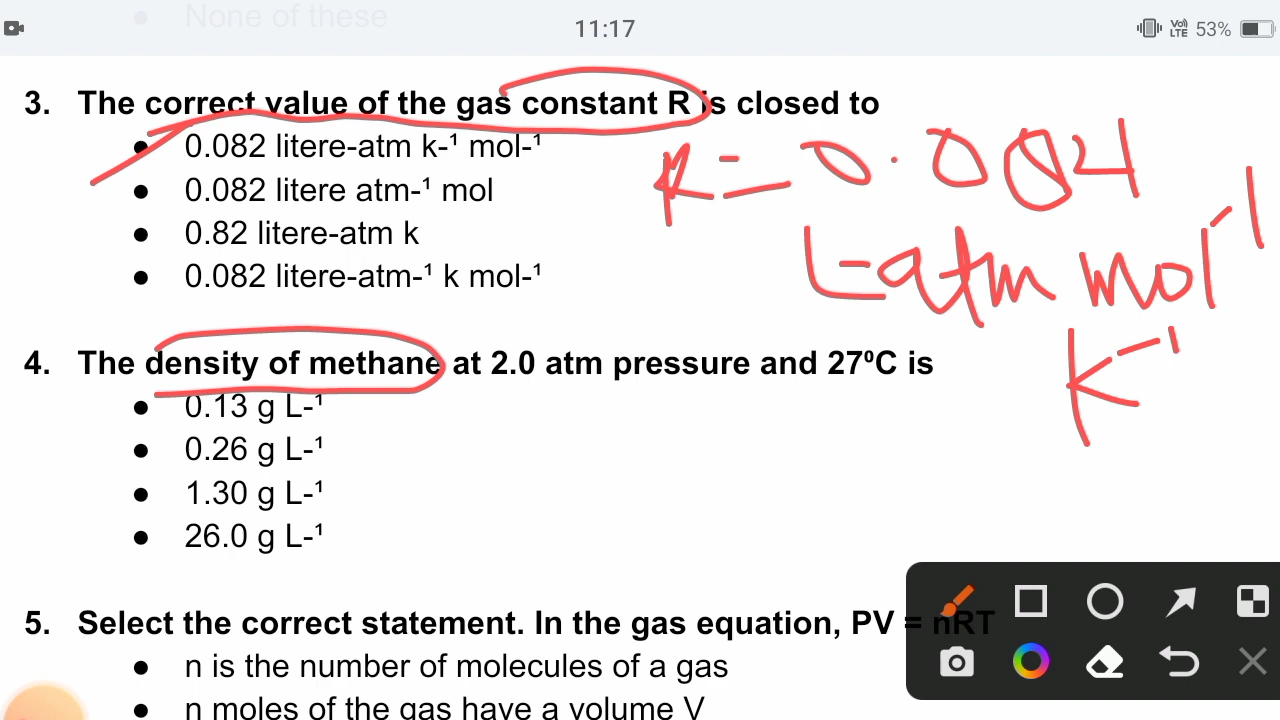 None of these
11:17
Vo) LTE 53%
3. The correct value of the gas constant R is closed to
● 0.082 litere-atm k-¹ mol-¹
● 0.082 litere atm-¹ mol
● 0.82 litere-atm k
● 0.082 litere-atm-¹ k mol-¹
R = 0.084
L-atm mol⁻¹
K⁻¹
4. The density of methane at 2.0 atm pressure and 27⁰C is
● 0.13 g L-¹
● 0.26 g L-¹
● 1.30 g L-¹
● 26.0 g L-¹
5. Select the correct statement. In the gas equation, PV = nRT
● n is the number of molecules of a gas
● n moles of the gas have a volume V